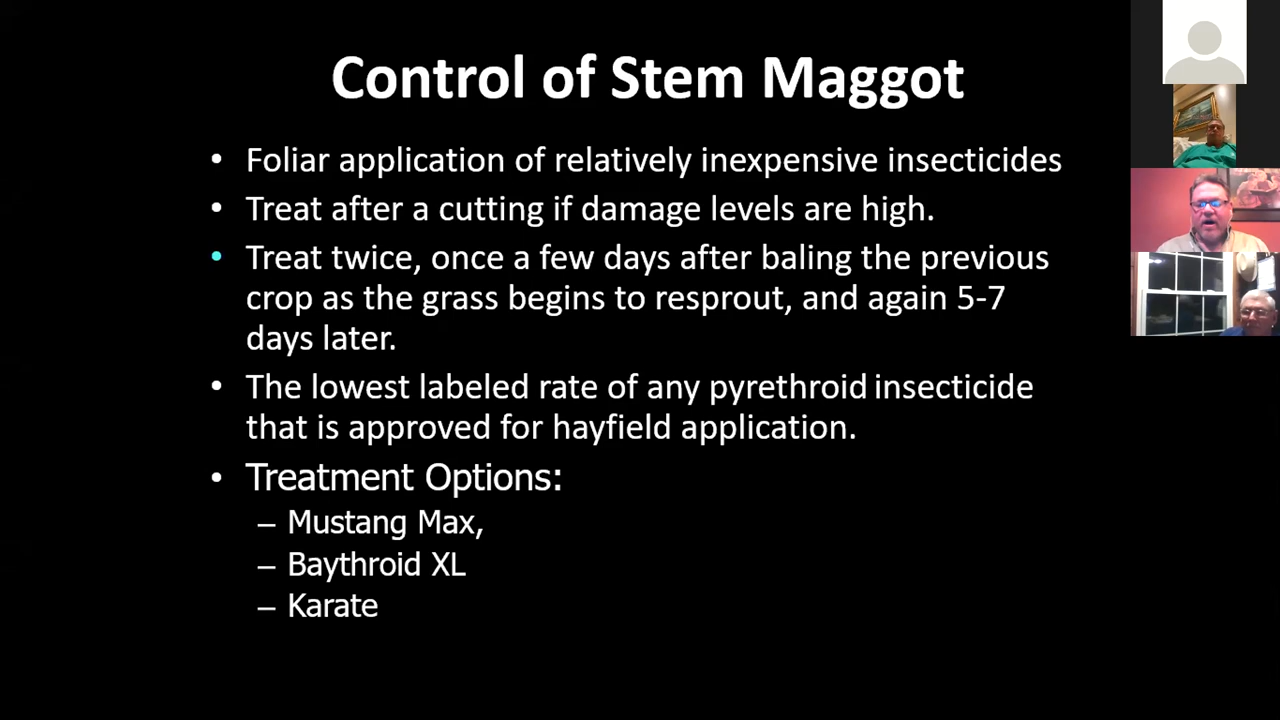 Control of Stem Maggot
• Foliar application of relatively inexpensive insecticides
• Treat after a cutting if damage levels are high.
• Treat twice, once a few days after baling the previous
crop as the grass begins to resprout, and again 5-7
days later.
• The lowest labeled rate of any pyrethroid insecticide
that is approved for hayfield application.
• Treatment Options:
– Mustang Max,
– Baythroid XL
– Karate